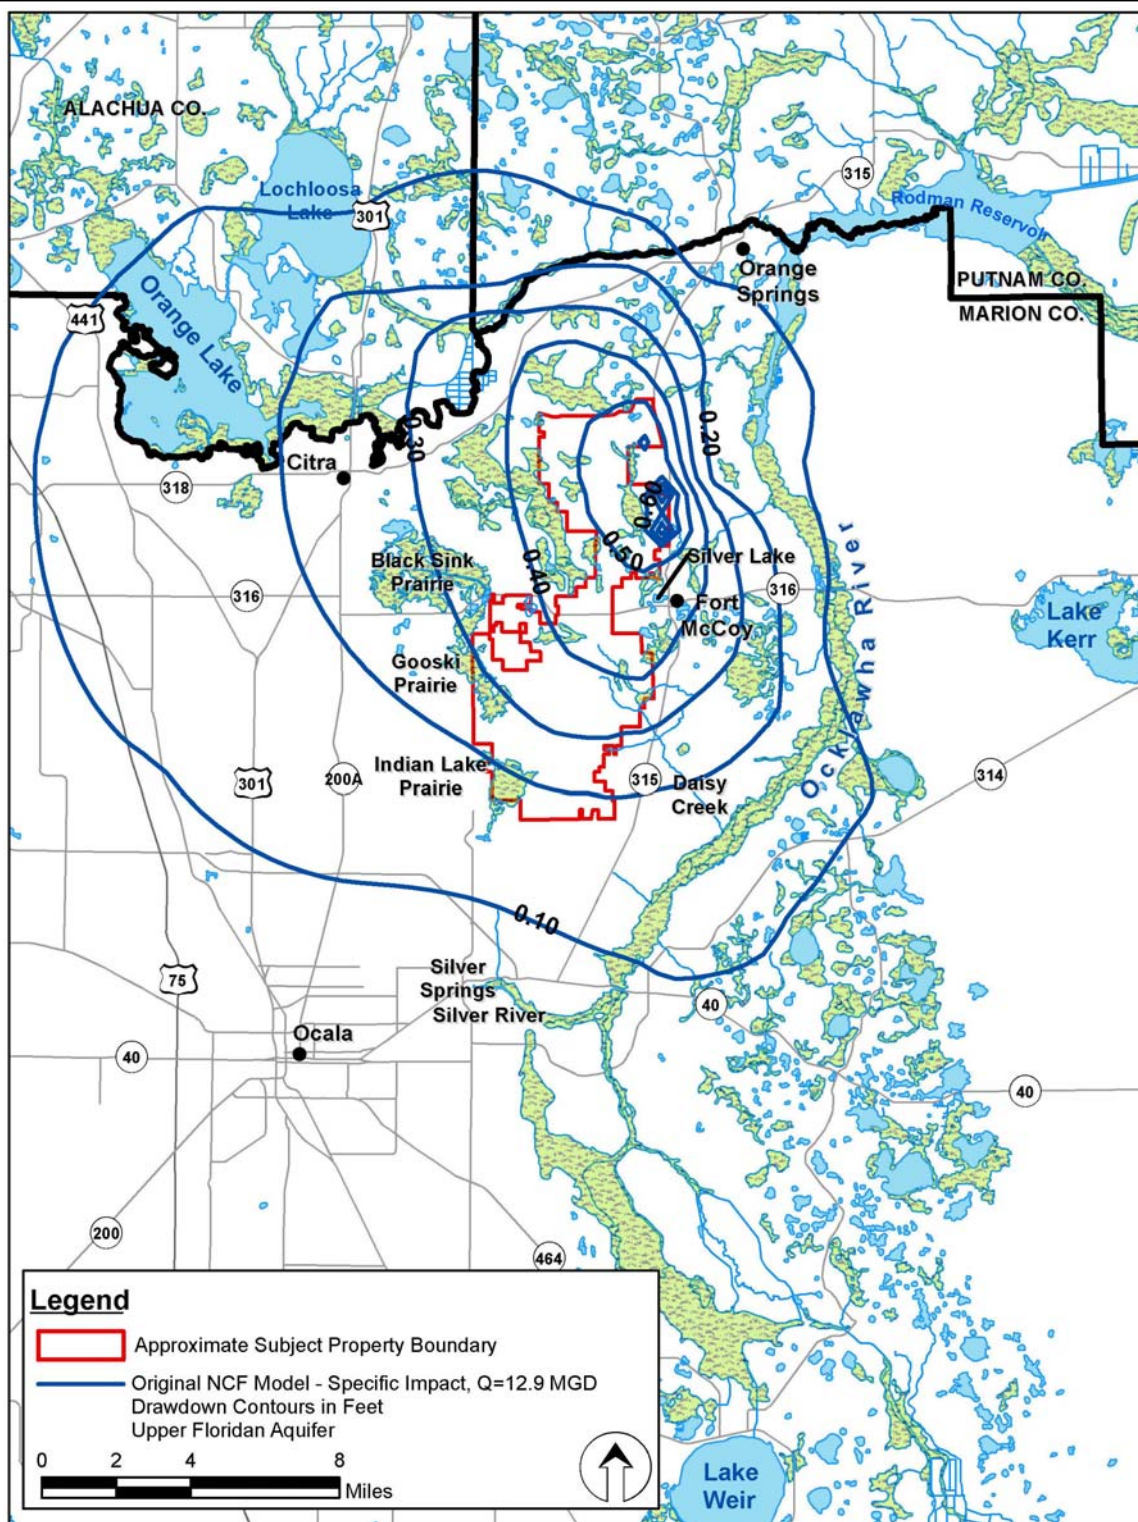 ALACHUA CO.
315
Lochloosa
Lake
301
Rodman Reservoir
Orange
Springs
PUTNAM CO.
MARION CO.
441
Orange Lake
0.20
0.30
Citra
318
0.60
0.50
Silver Lake
0.40
Black Sink
Prairie
316
316
Fort
McCoy
Lake
Kerr
Ocklawha River
Gooski
Prairie
Indian Lake
Prairie
301
200A
315
Daisy
Creek
314
0.10
75
Silver
Springs
Silver River
40
Ocala
40
40
200
464
Legend
Approximate Subject Property Boundary
Original NCF Model - Specific Impact, Q=12.9 MGD
Drawdown Contours in Feet
Upper Floridan Aquifer
0 2 4 8
Miles
Lake
Weir